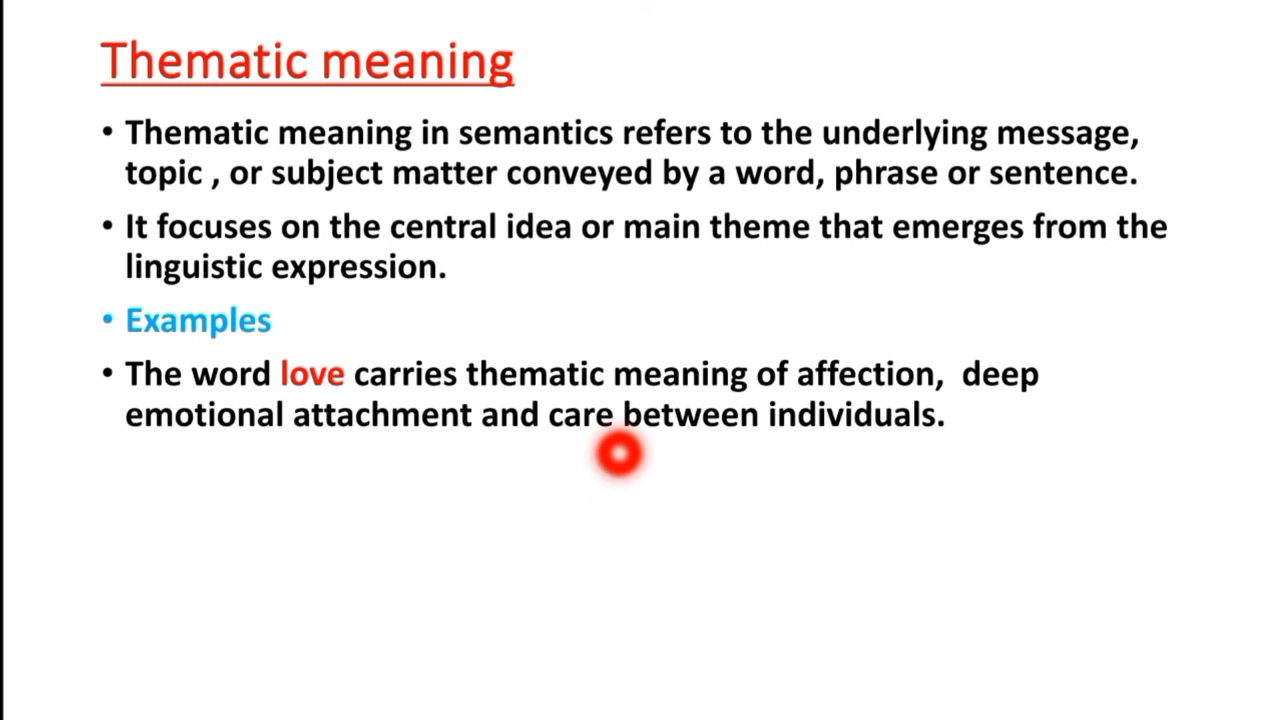 Thematic meaning
• Thematic meaning in semantics refers to the underlying message,
topic , or subject matter conveyed by a word, phrase or sentence.
• It focuses on the central idea or main theme that emerges from the
linguistic expression.
• Examples
• The word love carries thematic meaning of affection,  deep
emotional attachment and care between individuals.